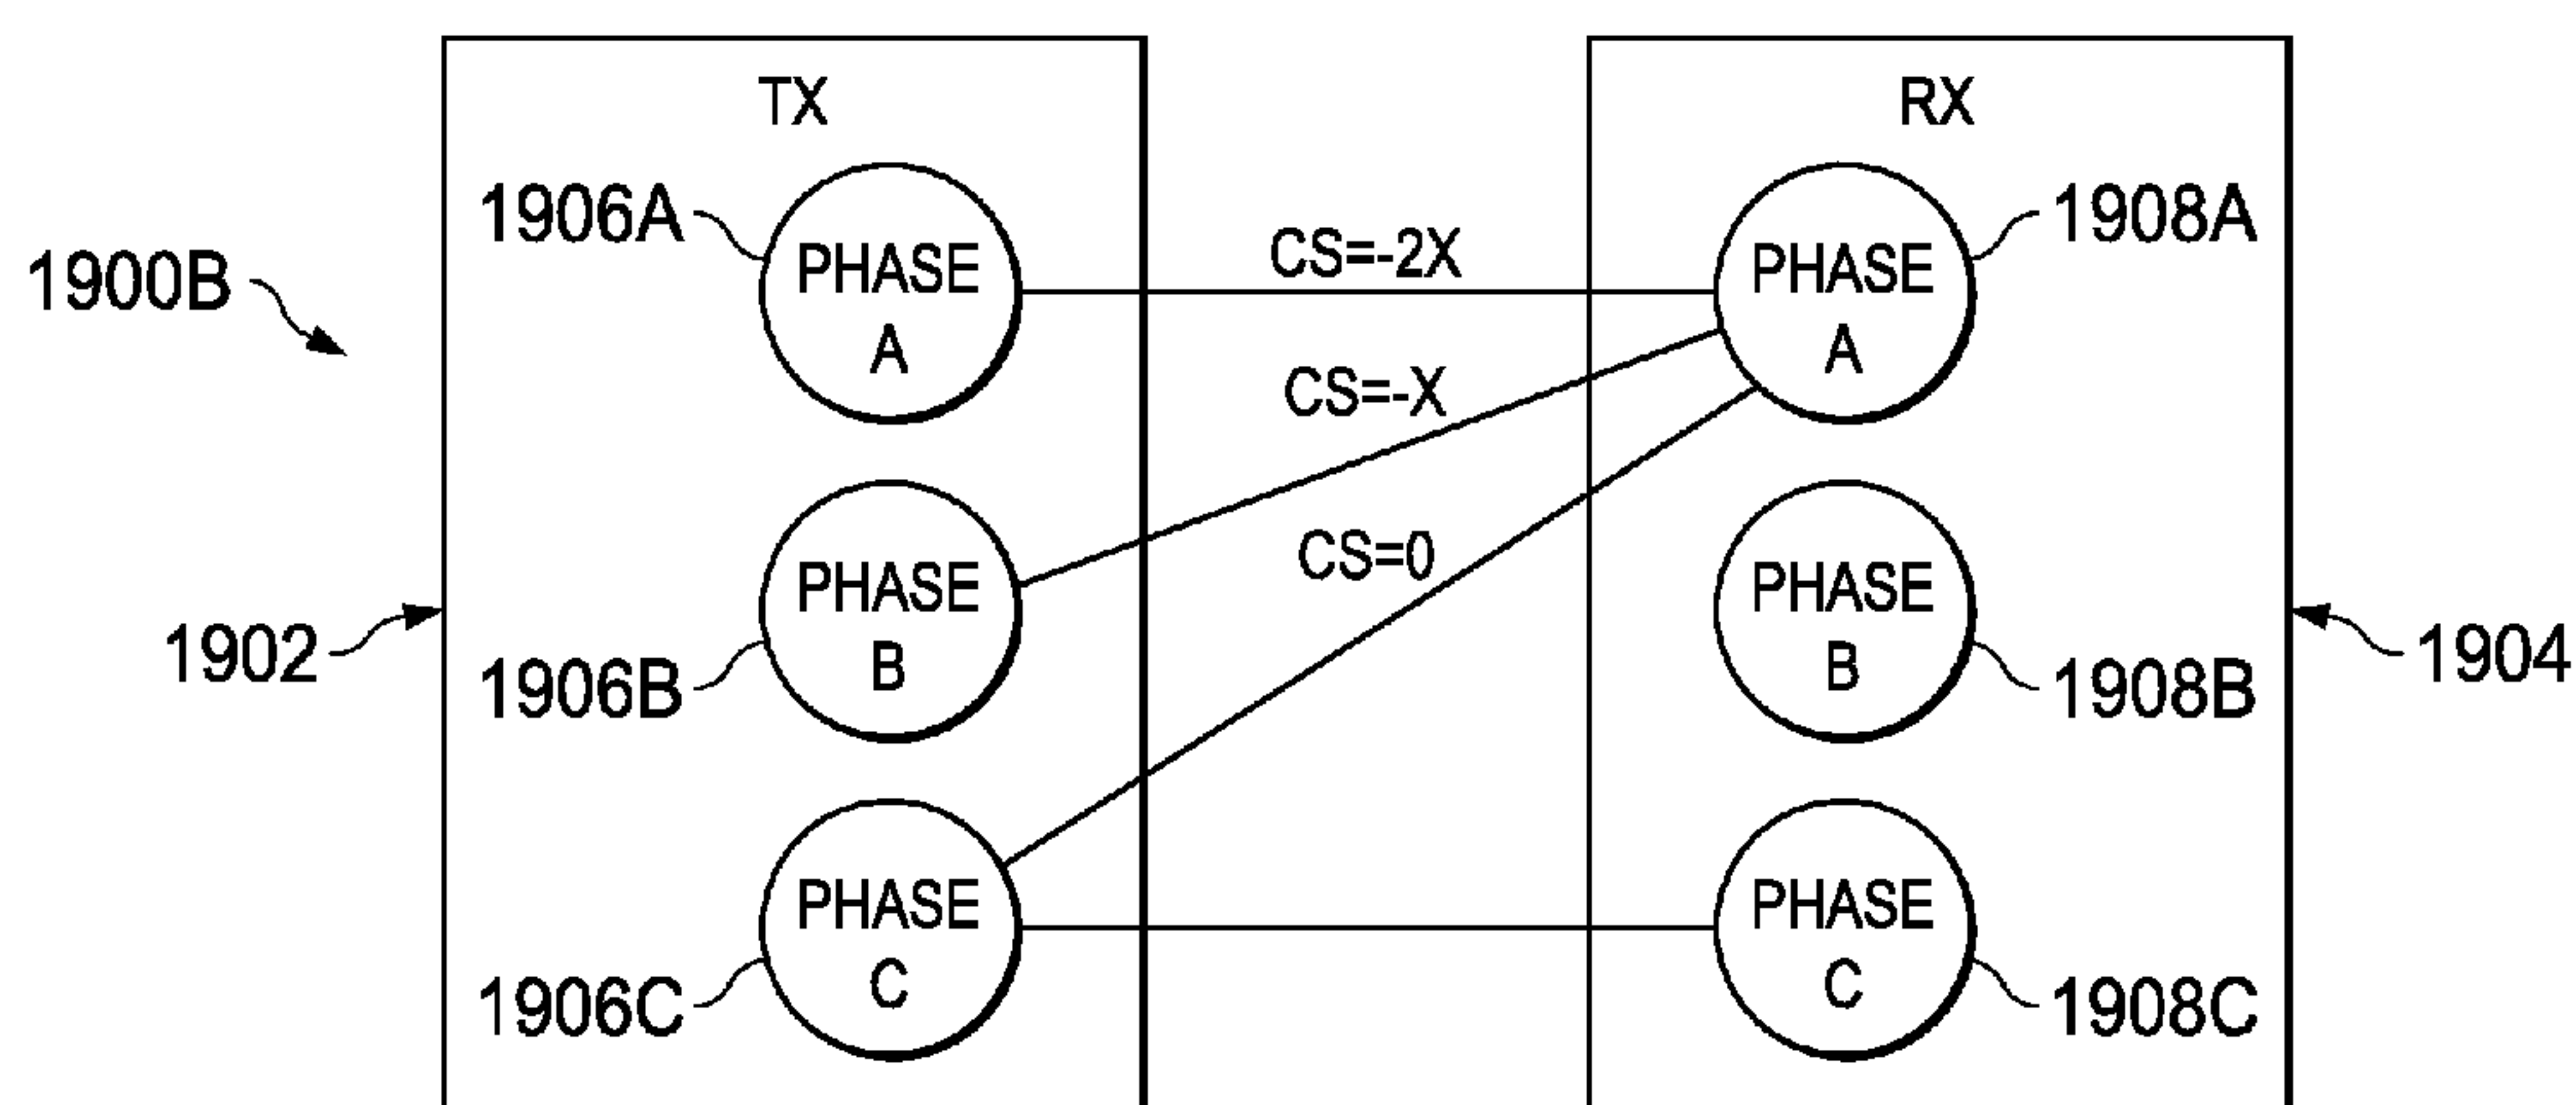 TX
RX
1906A
PHASE
A
CS=-2X
PHASE
A
1908A
1900B
CS=-X
PHASE
B
CS=0
PHASE
B
1902
1906B
1908B
1904
PHASE
C
PHASE
C
1906C
1908C